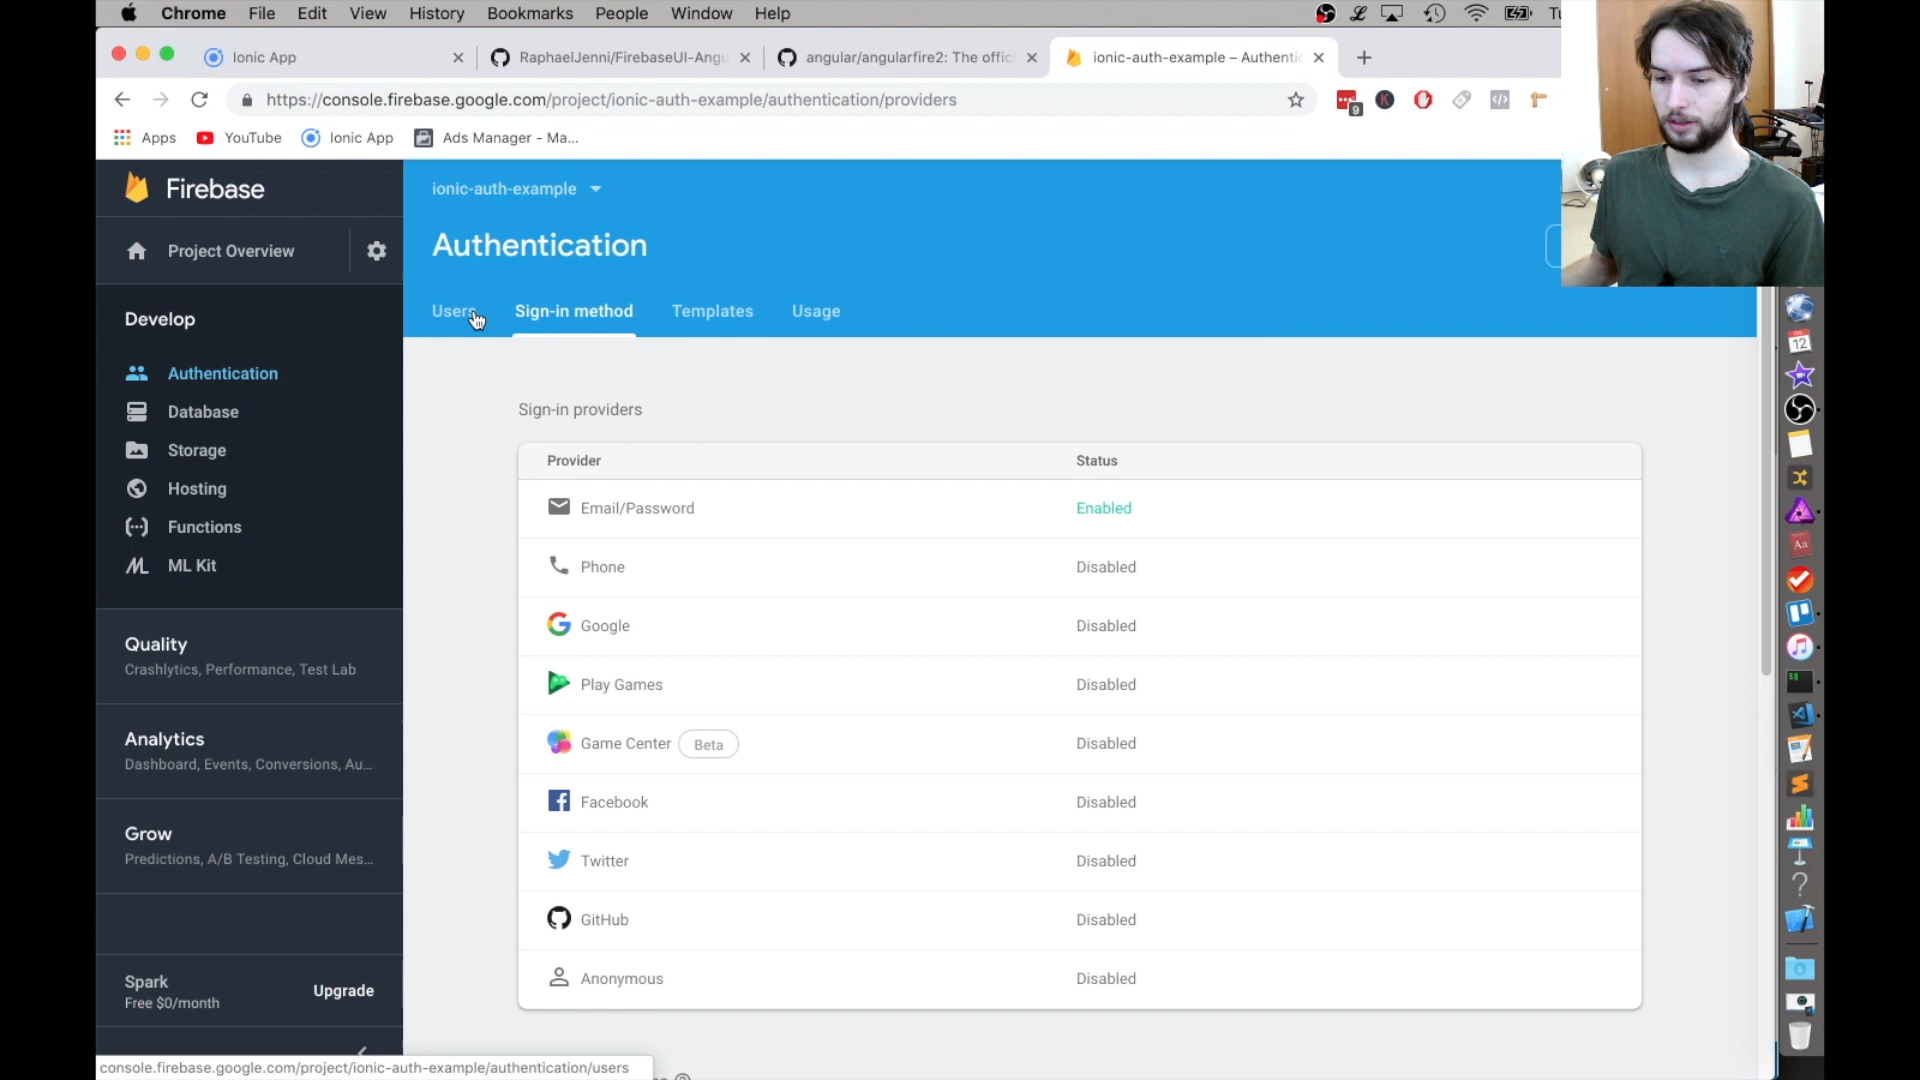 Chrome File Edit View History Bookmarks People Window Help
Ionic App
RaphaelJenni/FirebaseUI-Angu
angular/angularfire2: The offici
ionic-auth-example – Authentic
https://console.firebase.google.com/project/ionic-auth-example/authentication/providers
9
Apps YouTube Ionic App Ads Manager - Ma...
Firebase
ionic-auth-example
Project Overview
Authentication
Users Sign-in method Templates Usage
Develop
Authentication
Database
Storage
Hosting
Functions
ML Kit
Quality
Crashlytics, Performance, Test Lab
Analytics
Dashboard, Events, Conversions, Au...
Grow
Predictions, A/B Testing, Cloud Mes...
Spark
Free $0/month
Upgrade
Sign-in providers
Provider Status
Email/Password Enabled
Phone Disabled
Google Disabled
Play Games Disabled
Game Center Beta Disabled
Facebook Disabled
Twitter Disabled
GitHub Disabled
Anonymous Disabled
12
Aa
console.firebase.google.com/project/ionic-auth-example/authentication/users